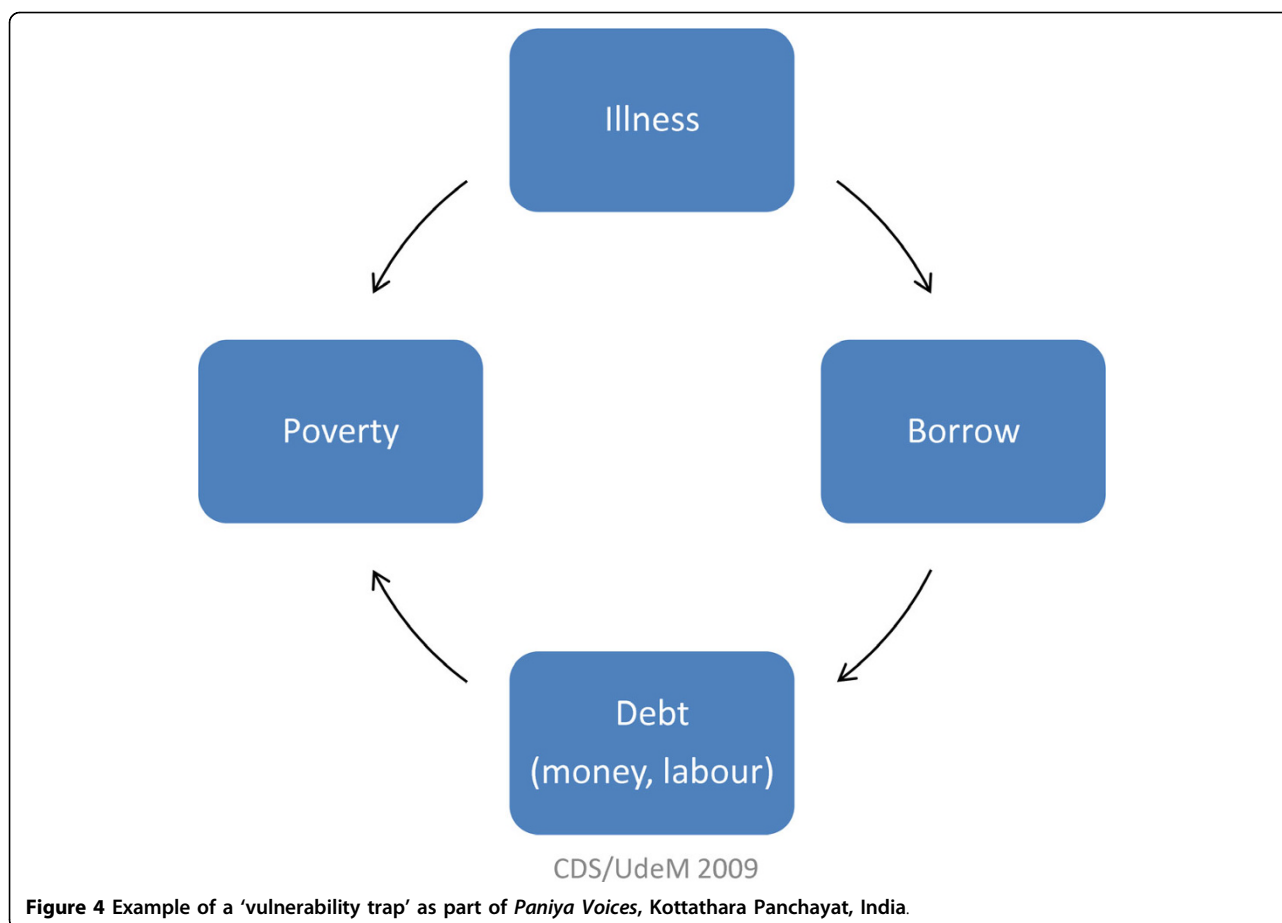 Illness
Poverty
Borrow
Debt
(money, labour)
CDS/UdeM 2009
Figure 4 Example of a ‘vulnerability trap’ as part of Paniya Voices, Kottathara Panchayat, India.